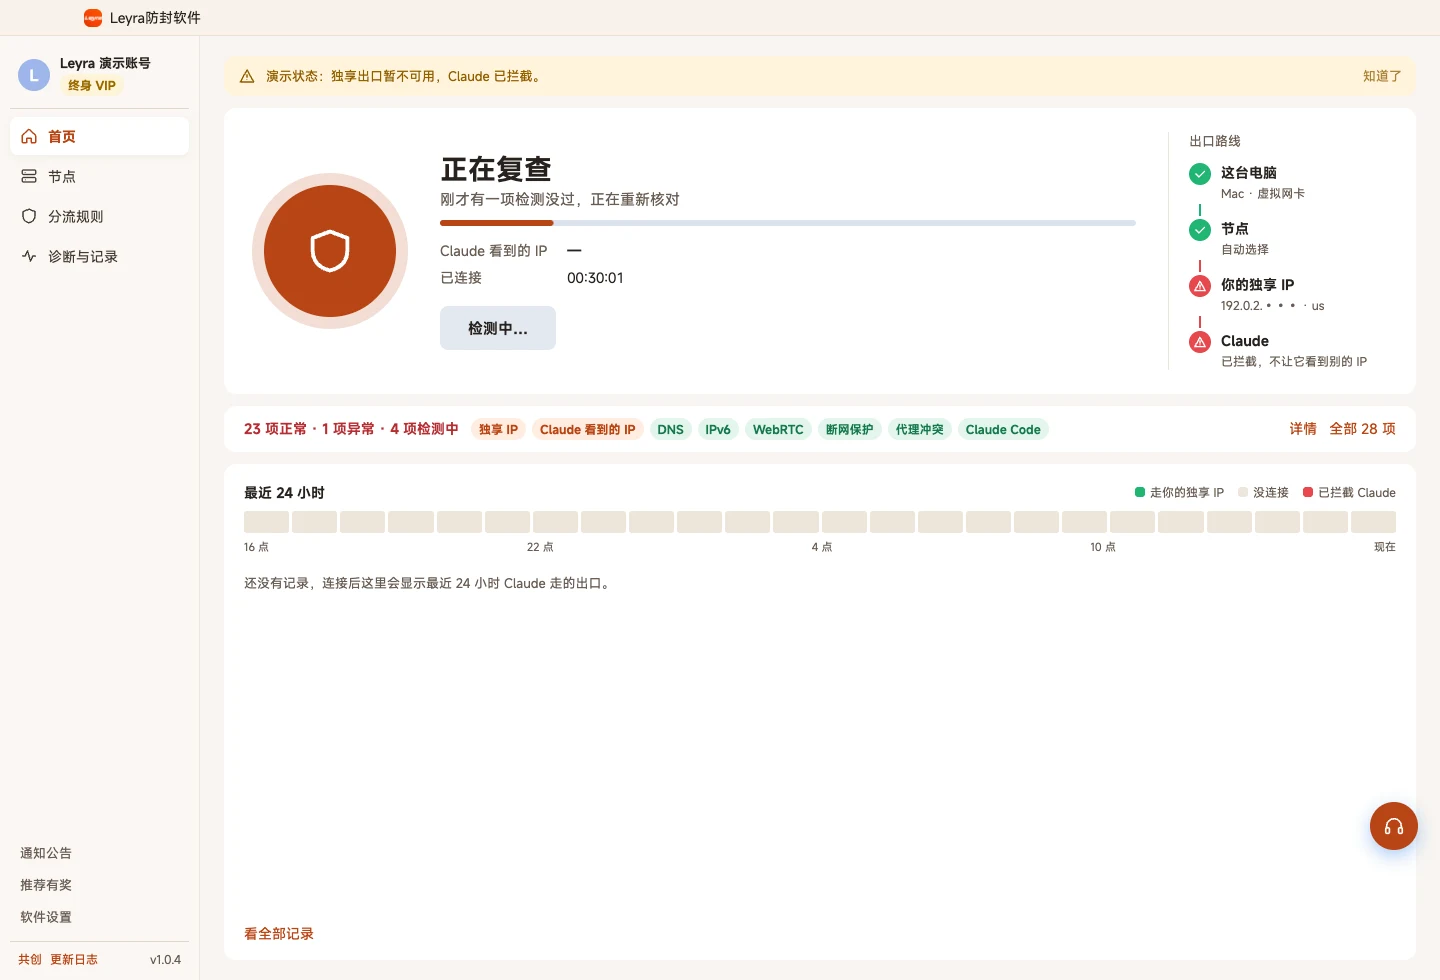 Leyra防封软件
L
Leyra 演示账号
终身 VIP
首页
节点
分流规则
诊断与记录
通知公告
推荐有奖
软件设置
共创 更新日志 v1.0.4
演示状态：独享出口暂不可用，Claude 已拦截。 知道了
正在复查
刚才有一项检测没过，正在重新核对
Claude 看到的 IP —
已连接 00:30:01
检测中...
出口路线
这台电脑
Mac · 虚拟网卡
节点
自动选择
你的独享 IP
192.0.2.• • • · us
Claude
已拦截，不让它看到别的 IP
23 项正常 · 1 项异常 · 4 项检测中 独享 IP Claude 看到的 IP DNS IPv6 WebRTC 断网保护 代理冲突 Claude Code 详情 全部 28 项
最近 24 小时 走你的独享 IP 没连接 已拦截 Claude
16 点 22 点 4 点 10 点 现在
还没有记录，连接后这里会显示最近 24 小时 Claude 走的出口。
看全部记录